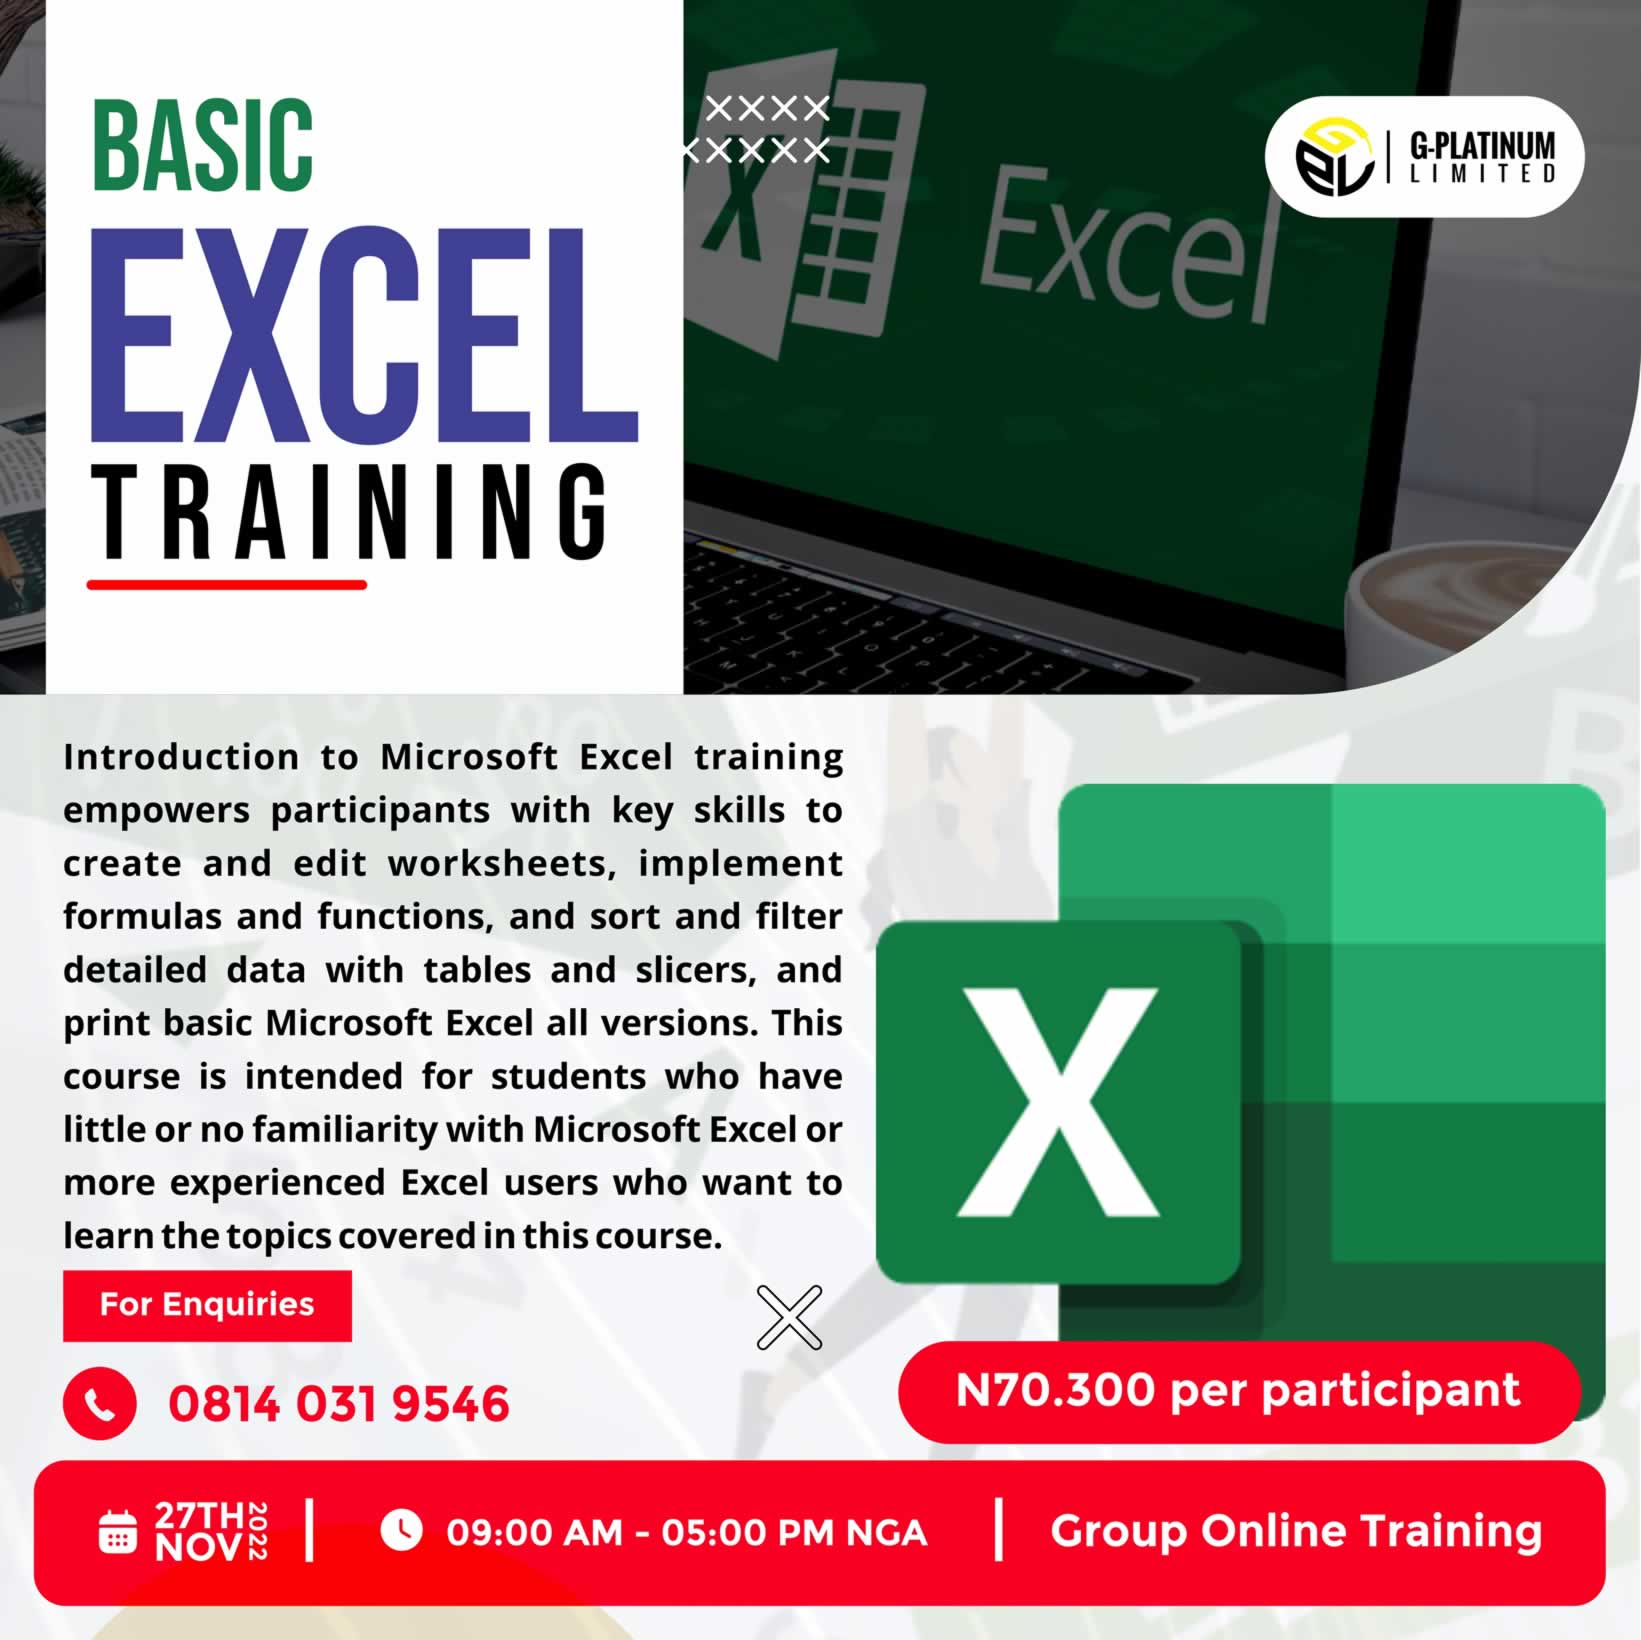 BASIC
EXCEL
TRAINING
X
Excel
G-PLATINUM
LIMITED
Introduction to Microsoft Excel training
empowers participants with key skills to
create and edit worksheets, implement
formulas and functions, and sort and filter
detailed data with tables and slicers, and
print basic Microsoft Excel all versions. This
course is intended for students who have
little or no familiarity with Microsoft Excel or
more experienced Excel users who want to
learn the topics covered in this course.
X
For Enquiries
0814 031 9546
N70.300 per participant
27TH
NOV
2022
09:00 AM - 05:00 PM NGA
Group Online Training